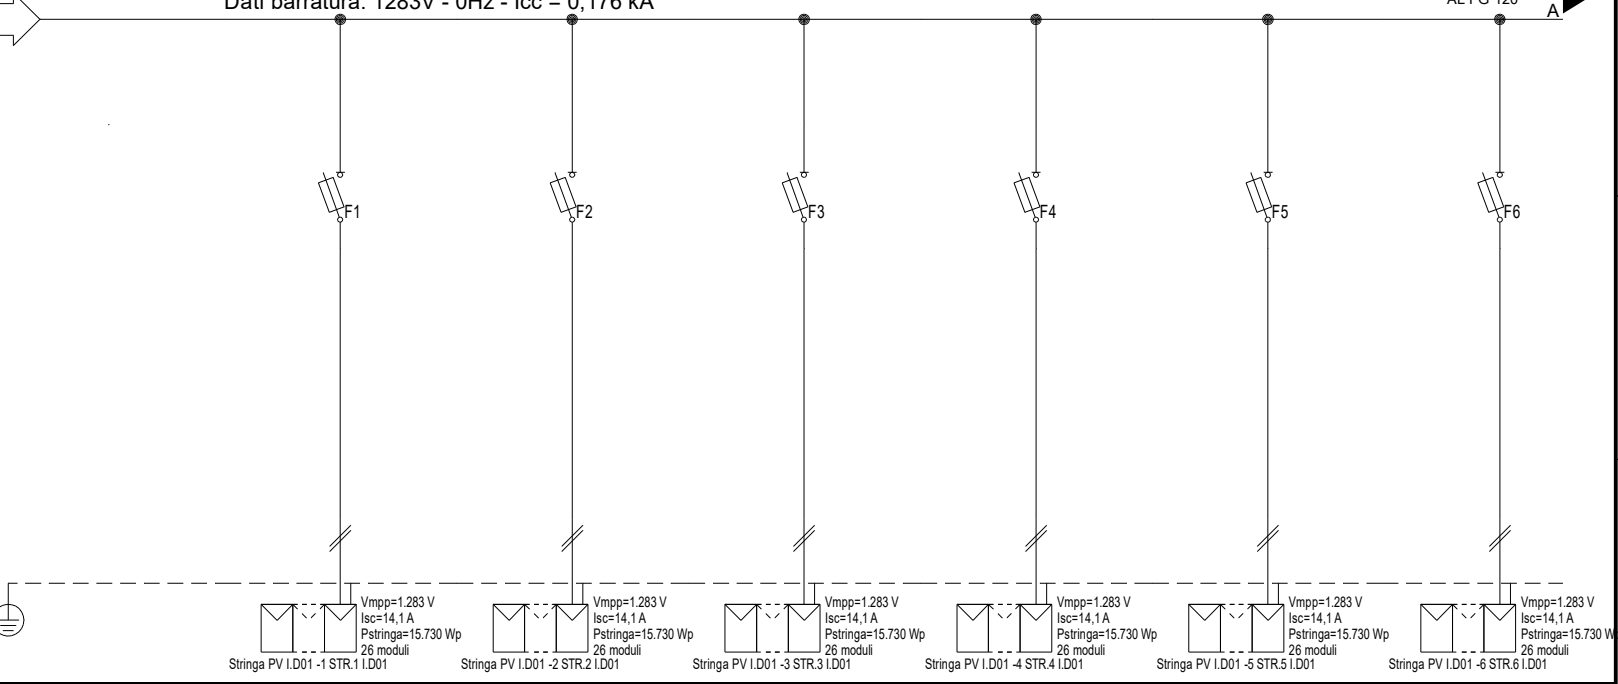 Dati barratura: 1283V - 0Hz - Icc = 0,176 kA
A
F1
F2
F3
F4
F5
F6
Vmpp=1.283 V
Isc=14,1 A
Pstringa=15.730 Wp
26 moduli
Stringa PV I.D01 -1 STR.1 I.D01
Vmpp=1.283 V
Isc=14,1 A
Pstringa=15.730 Wp
26 moduli
Stringa PV I.D01 -2 STR.2 I.D01
Vmpp=1.283 V
Isc=14,1 A
Pstringa=15.730 Wp
26 moduli
Stringa PV I.D01 -3 STR.3 I.D01
Vmpp=1.283 V
Isc=14,1 A
Pstringa=15.730 Wp
26 moduli
Stringa PV I.D01 -4 STR.4 I.D01
Vmpp=1.283 V
Isc=14,1 A
Pstringa=15.730 Wp
26 moduli
Stringa PV I.D01 -5 STR.5 I.D01
Vmpp=1.283 V
Isc=14,1 A
Pstringa=15.730 W
26 moduli
Stringa PV I.D01 -6 STR.6 I.D01